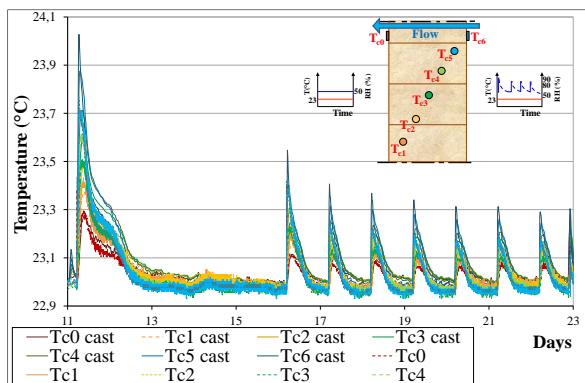 24,1
23,9
23,7
23,5
23,3
23,1
22,9
Temperature (°C)
11 13 15 17 19 21 23
Days
Flow
Tc0
Tc6
Tc5
Tc4
Tc3
Tc2
Tc1
T(°C)
23
50
RH (%)
Time
T(°C)
23
90
80
50
RH (%)
Time
Tc0 cast Tc1 cast Tc2 cast Tc3 cast
Tc4 cast Tc5 cast Tc6 cast Tc0
Tc1 Tc2 Tc3 Tc4